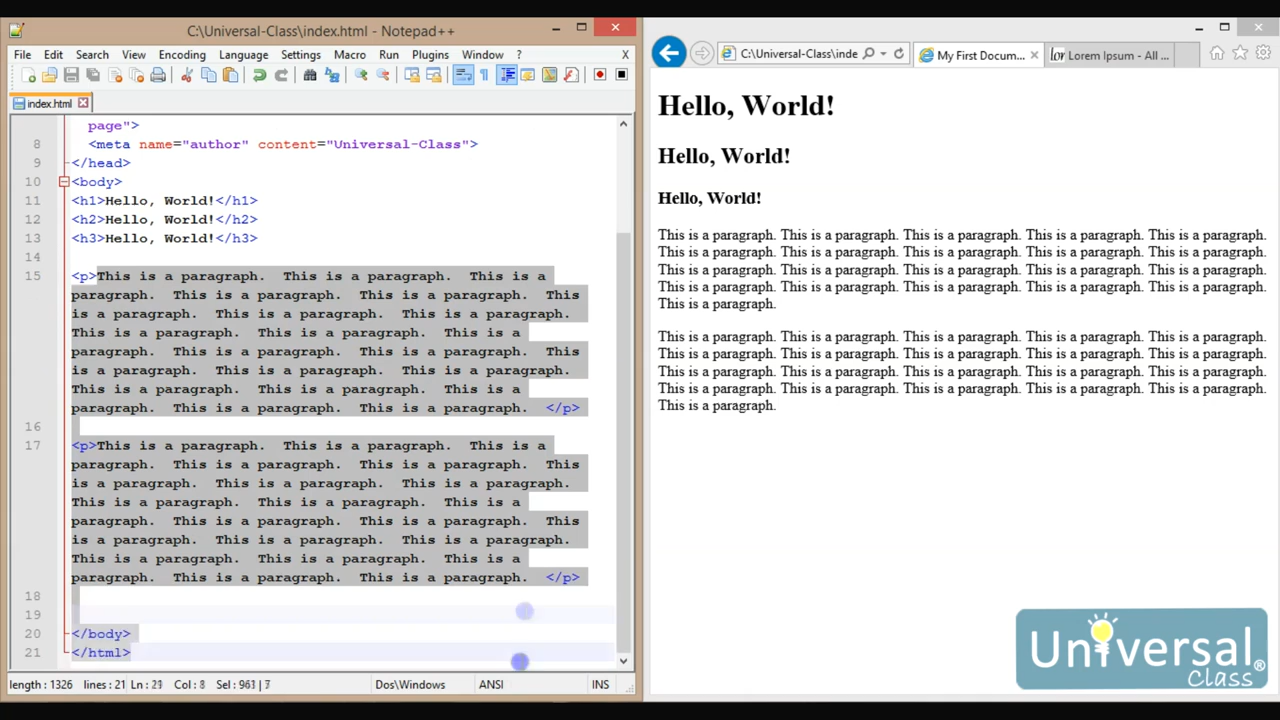 C:\Universal-Class\index.html - Notepad++
File Edit Search View Encoding Language Settings Macro Run Plugins Window ? X
index.html
page">
8 <meta name="author" content="Universal-Class">
9 </head>
10 <body>
11 <h1>Hello, World!</h1>
12 <h2>Hello, World!</h2>
13 <h3>Hello, World!</h3>
14
15 <p>This is a paragraph.  This is a paragraph.  This is a
paragraph.  This is a paragraph.  This is a paragraph.  This
is a paragraph.  This is a paragraph.  This is a paragraph.
This is a paragraph.  This is a paragraph.  This is a
paragraph.  This is a paragraph.  This is a paragraph.  This
is a paragraph.  This is a paragraph.  This is a paragraph.
This is a paragraph.  This is a paragraph.  This is a
paragraph.  This is a paragraph.  This is a paragraph.  </p>
16
17 <p>This is a paragraph.  This is a paragraph.  This is a
paragraph.  This is a paragraph.  This is a paragraph.  This
is a paragraph.  This is a paragraph.  This is a paragraph.
This is a paragraph.  This is a paragraph.  This is a
paragraph.  This is a paragraph.  This is a paragraph.  This
is a paragraph.  This is a paragraph.  This is a paragraph.
This is a paragraph.  This is a paragraph.  This is a
paragraph.  This is a paragraph.  This is a paragraph.  </p>
18
19
20 </body>
21 </html>
length : 1326 lines : 21 Col : 8 Dos\Windows ANSI INS
C:\Universal-Class\inde
My First Docum...
Lorem Ipsum - All ...
Hello, World!
Hello, World!
Hello, World!
This is a paragraph. This is a paragraph. This is a paragraph. This is a paragraph. This is a paragraph.
This is a paragraph. This is a paragraph. This is a paragraph. This is a paragraph. This is a paragraph.
This is a paragraph. This is a paragraph. This is a paragraph. This is a paragraph. This is a paragraph.
This is a paragraph. This is a paragraph. This is a paragraph. This is a paragraph. This is a paragraph.
This is a paragraph.
This is a paragraph. This is a paragraph. This is a paragraph. This is a paragraph. This is a paragraph.
This is a paragraph. This is a paragraph. This is a paragraph. This is a paragraph. This is a paragraph.
This is a paragraph. This is a paragraph. This is a paragraph. This is a paragraph. This is a paragraph.
This is a paragraph. This is a paragraph. This is a paragraph. This is a paragraph. This is a paragraph.
This is a paragraph.
Universal®
Class